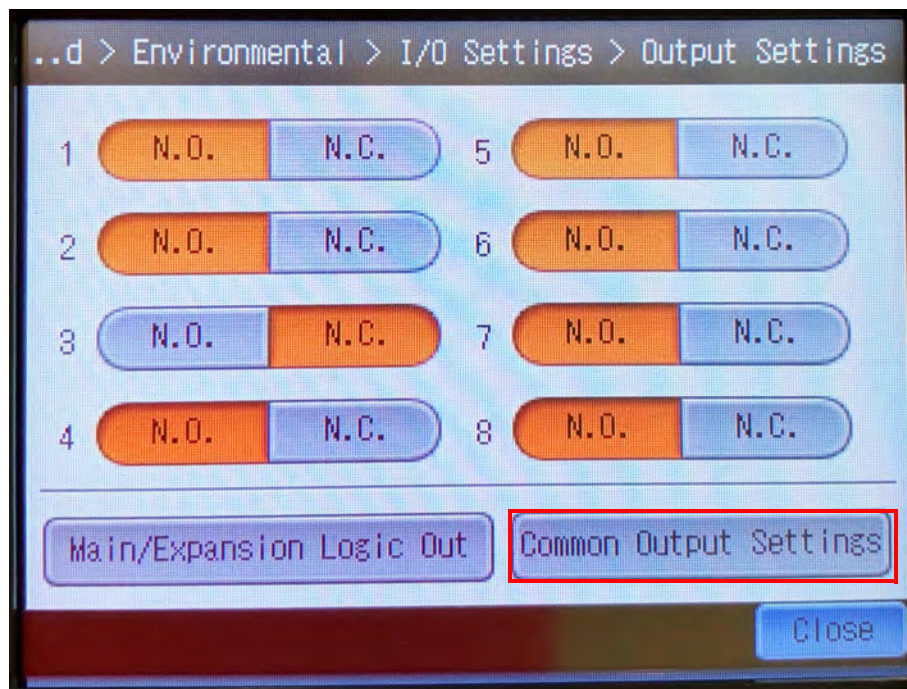 ..d > Environmental > I/O Settings > Output Settings
1 N.O. N.C. 5 N.O. N.C.
2 N.O. N.C. 6 N.O. N.C.
3 N.O. N.C. 7 N.O. N.C.
4 N.O. N.C. 8 N.O. N.C.
Main/Expansion Logic Out Common Output Settings
Close